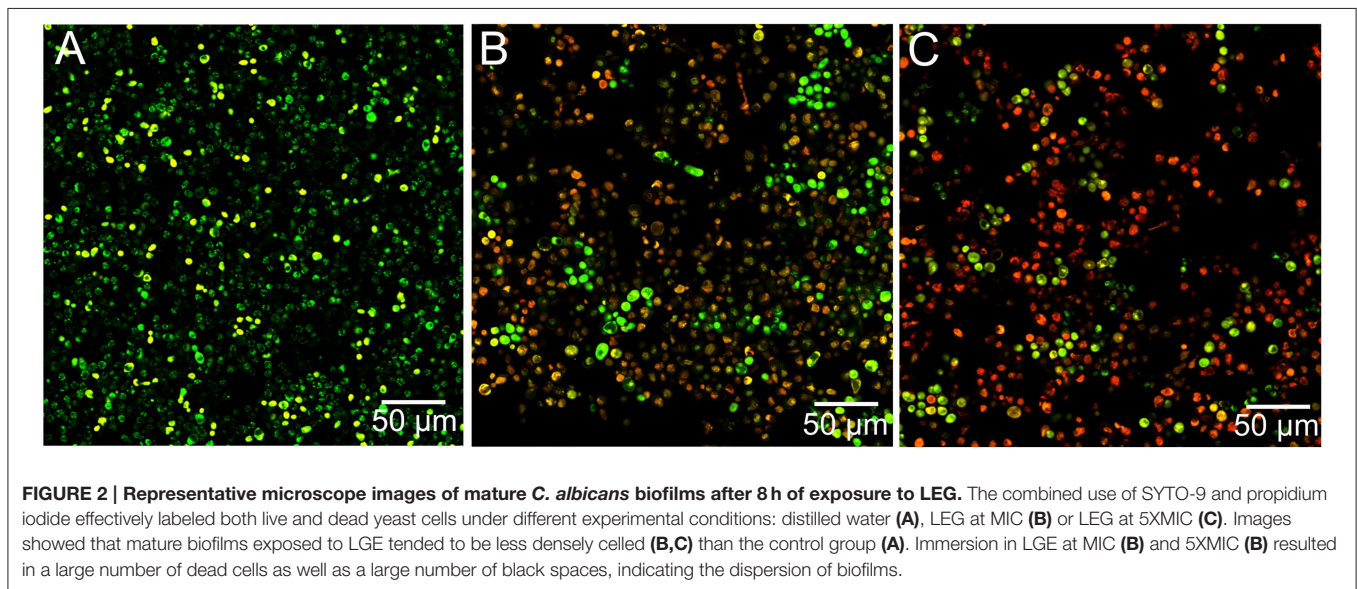 A B C
50 µm 50 µm 50 µm
FIGURE 2 | Representative microscope images of mature C. albicans biofilms after 8 h of exposure to LEG. The combined use of SYTO-9 and propidium
iodide effectively labeled both live and dead yeast cells under different experimental conditions: distilled water (A), LEG at MIC (B) or LEG at 5XMIC (C). Images
showed that mature biofilms exposed to LGE tended to be less densely celled (B,C) than the control group (A). Immersion in LGE at MIC (B) and 5XMIC (B) resulted
in a large number of dead cells as well as a large number of black spaces, indicating the dispersion of biofilms.